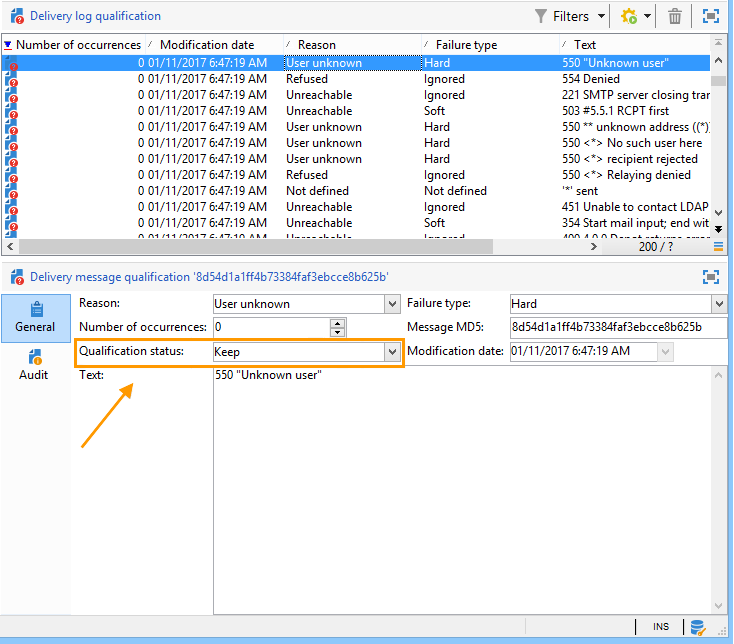 Delivery log qualification Filters
Number of occurrences Modification date Reason Failure type Text
0 01/11/2017 6:47:19 AM User unknown Hard 550 "Unknown user"
0 01/11/2017 6:47:19 AM Refused Ignored 554 Denied
0 01/11/2017 6:47:19 AM Unreachable Ignored 221 SMTP server closing tran
0 01/11/2017 6:47:19 AM Unreachable Soft 503 #5.5.1 RCPT first
0 01/11/2017 6:47:19 AM User unknown Hard 550 ** unknown address ((*)
0 01/11/2017 6:47:19 AM User unknown Hard 550 <*> No such user here
0 01/11/2017 6:47:19 AM User unknown Hard 550 <*> recipient rejected
0 01/11/2017 6:47:19 AM Refused Ignored 550 <*> Relaying denied
0 01/11/2017 6:47:19 AM Not defined Not defined '*' sent
0 01/11/2017 6:47:19 AM Unreachable Ignored 451 Unable to contact LDAP
0 01/11/2017 6:47:19 AM Unreachable Soft 354 Start mail input; end wit
0 01/11/2017 6:47:19 AM Unreachable Ignored
200 / ?
Delivery message qualification '8d54d1a1ff4b73384faf3ebcce8b625b'
General
Audit
Reason: User unknown Failure type: Hard
Number of occurrences: 0 Message MD5: 8d54d1a1ff4b73384faf3ebcce8b625b
Qualification status: Keep Modification date: 01/11/2017 6:47:19 AM
Text: 550 "Unknown user"
INS